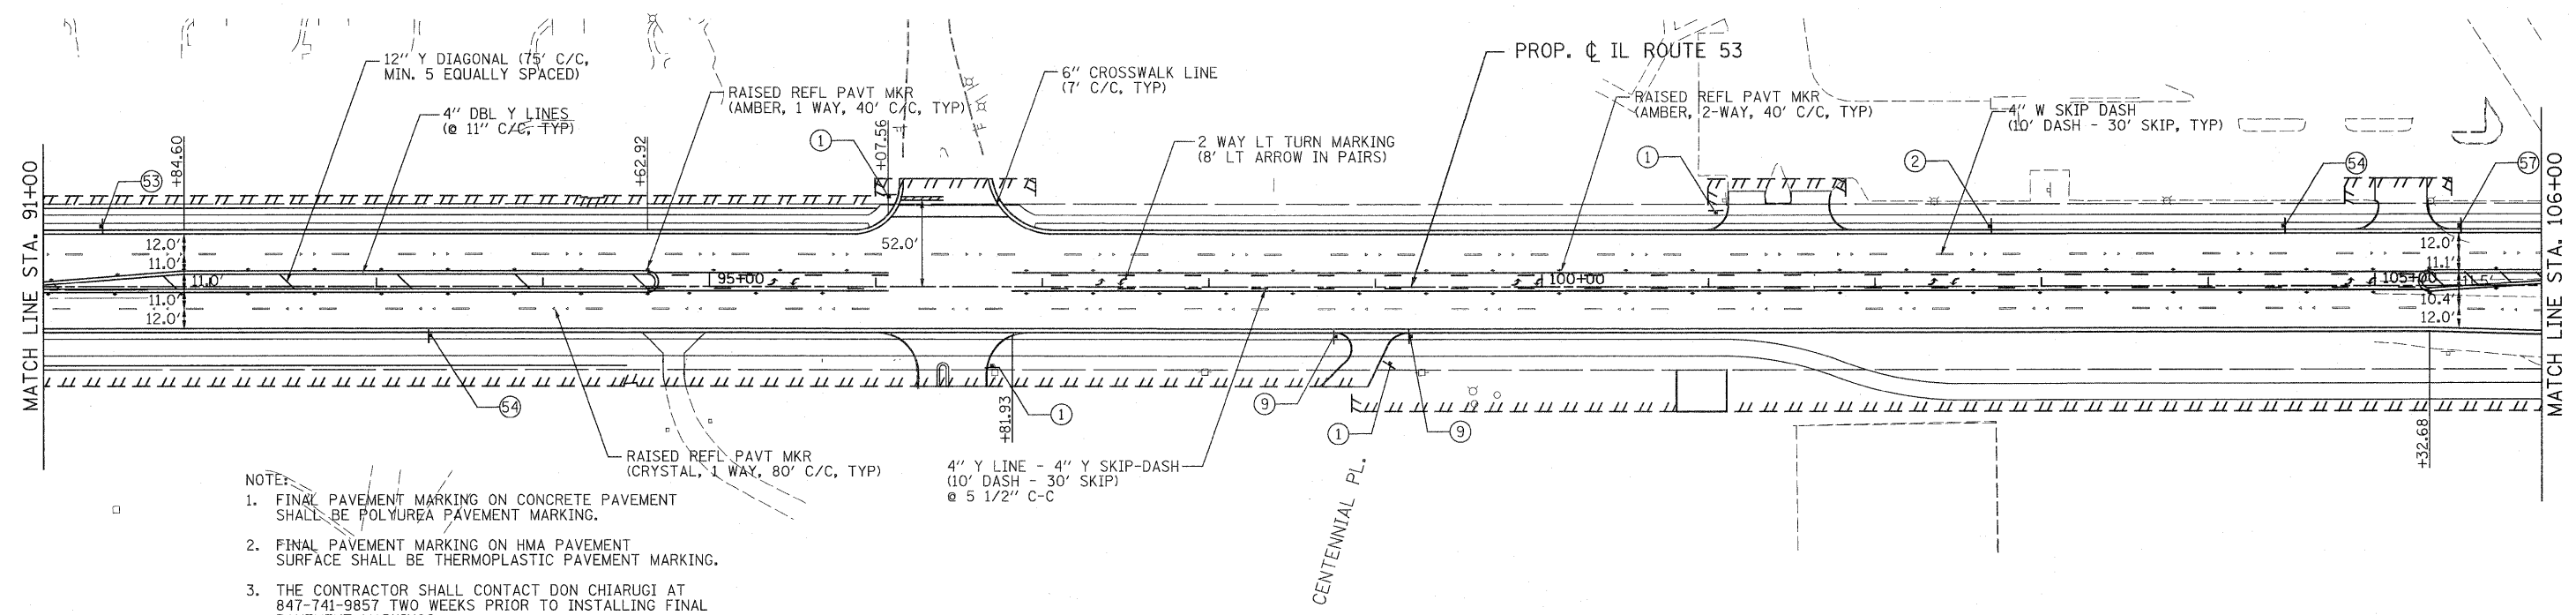 12" Y DIAGONAL (75' C/C,
MIN. 5 EQUALLY SPACED)
4" DBL Y LINES
(@ 11" C/C, TYP)
RAISED REFL PAVT MKR
(AMBER, 1 WAY, 40' C/C, TYP)
6" CROSSWALK LINE
(7' C/C, TYP)
PROP. ℄ IL ROUTE 53
RAISED REFL PAVT MKR
(AMBER, 2-WAY, 40' C/C, TYP)
4" W SKIP DASH
(10' DASH - 30' SKIP, TYP)
2 WAY LT TURN MARKING
(8' LT ARROW IN PAIRS)
MATCH LINE STA. 91+00
MATCH LINE STA. 106+00
53
+84.60
+62.92
1
+07.56
1
2
54
57
12.0'
11.0'
11.0'
11.0'
12.0'
52.0'
95+00
100+00
105+00
12.0'
11.1'
11.5'
10.4'
12.0'
54
+81.93
1
9
1
9
+32.68
RAISED REFL PAVT MKR
(CRYSTAL, 1 WAY, 80' C/C, TYP)
4" Y LINE - 4" Y SKIP-DASH
(10' DASH - 30' SKIP)
@ 5 1/2" C-C
CENTENNIAL PL.
NOTE:
1. FINAL PAVEMENT MARKING ON CONCRETE PAVEMENT
SHALL BE POLYUREA PAVEMENT MARKING.
2. FINAL PAVEMENT MARKING ON HMA PAVEMENT
SURFACE SHALL BE THERMOPLASTIC PAVEMENT MARKING.
3. THE CONTRACTOR SHALL CONTACT DON CHIARUGI AT
847-741-9857 TWO WEEKS PRIOR TO INSTALLING FINAL